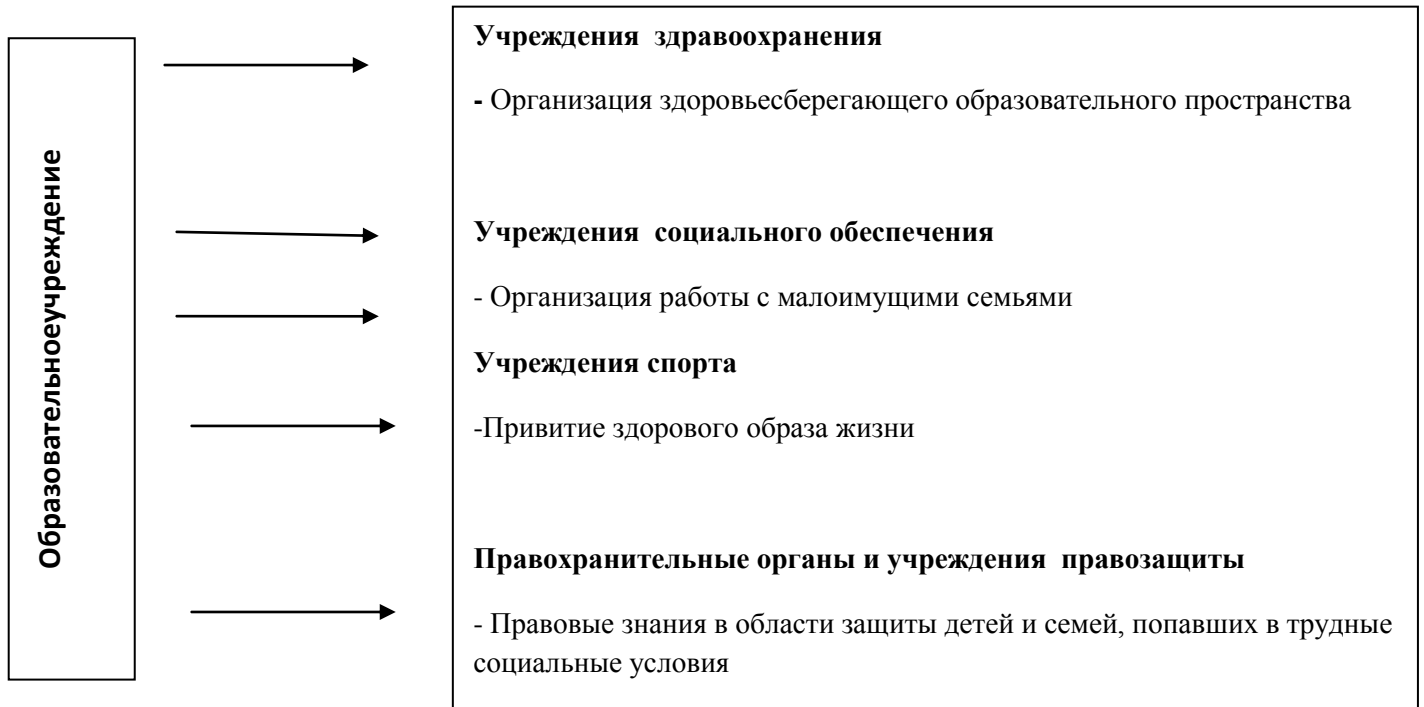 Образовательноеучреждение
Учреждения  здравоохранения
- Организация здоровьесберегающего образовательного пространства
Учреждения  социального обеспечения
- Организация работы с малоимущими семьями
Учреждения спорта
-Привитие здорового образа жизни
Правохранительные органы и учреждения  правозащиты
- Правовые знания в области защиты детей и семей, попавших в трудные
социальные условия